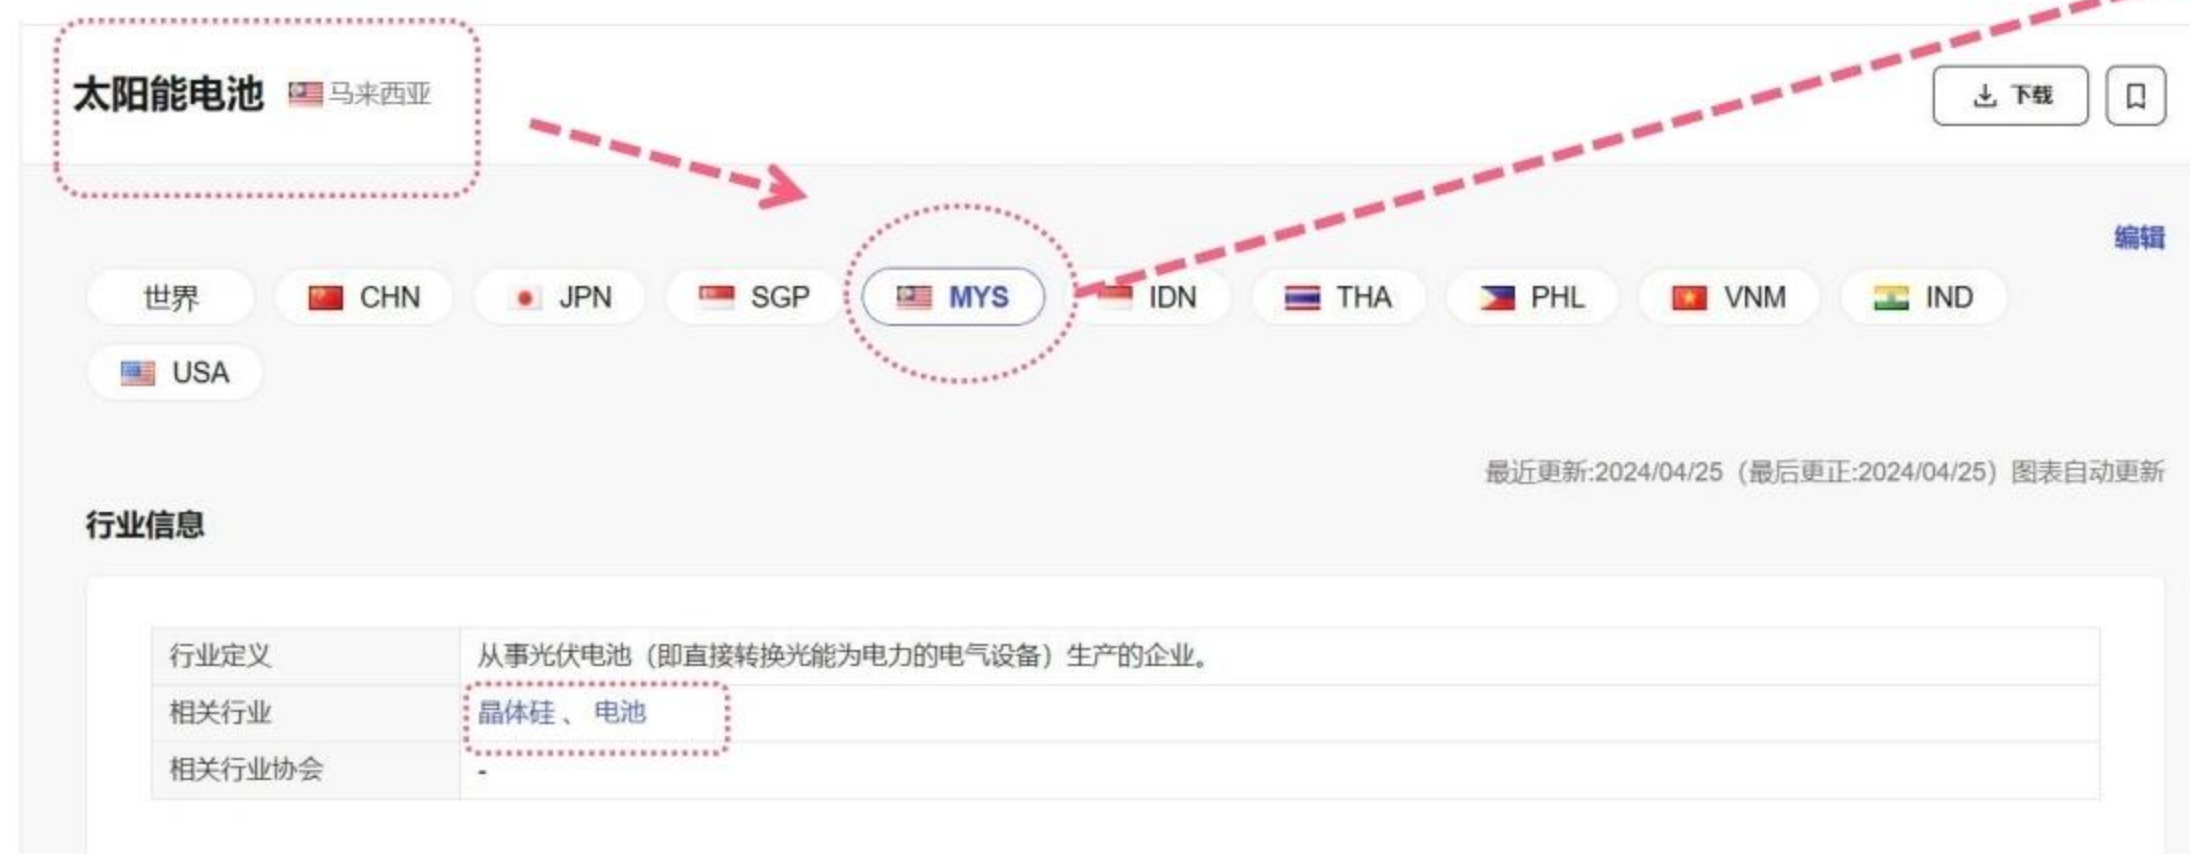 太阳能电池 马来西亚
下载
编辑
世界 CHN JPN SGP MYS IDN THA PHL VNM IND
USA
最近更新:2024/04/25（最后更正:2024/04/25）图表自动更新
行业信息
行业定义 从事光伏电池（即直接转换光能为电力的电气设备）生产的企业。
相关行业 晶体硅、 电池
相关行业协会 -